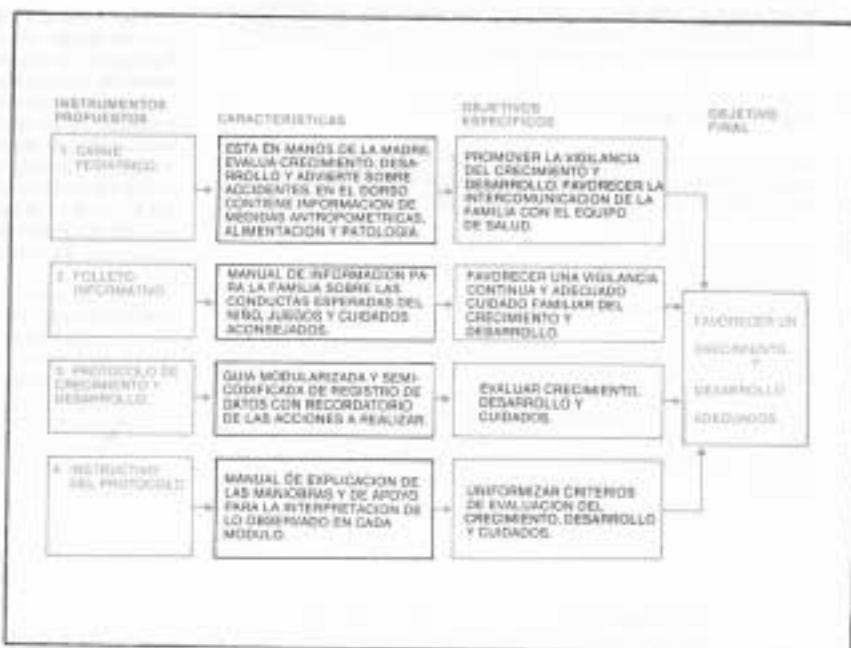 INSTRUMENTOS
PROPUESTOS
CARACTERISTICAS
OBJETIVOS
ESPECIFICOS
OBJETIVO
FINAL
1. CARNE
PEDIATRICO.
ESTA EN MANOS DE LA MADRE.
EVALUA CRECIMIENTO, DESA-
RROLLO Y ADVIERTE SOBRE
ACCIDENTES. EN EL DORSO
CONTIENE INFORMACION DE
MEDIDAS ANTROPOMETRICAS,
ALIMENTACION Y PATOLOGIA.
PROMOVER LA VIGILANCIA
DEL CRECIMIENTO Y
DESARROLLO. FAVORECER LA
INTERCOMUNICACION DE LA
FAMILIA CON EL EQUIPO
DE SALUD.
2. FOLLETO
INFORMATIVO.
MANUAL DE INFORMACION PA-
RA LA FAMILIA SOBRE LAS
CONDUCTAS ESPERADAS DEL
NIÑO, JUEGOS Y CUIDADOS
ACONSEJADOS.
FAVORECER UNA VIGILANCIA
CONTINUA Y ADECUADO
CUIDADO FAMILIAR DEL
CRECIMIENTO Y
DESARROLLO.
3. PROTOCOLO DE
CRECIMIENTO Y
DESARROLLO.
GUIA MODULARIZADA Y SEMI-
CODIFICADA DE REGISTRO DE
DATOS CON RECORDATORIO
DE LAS ACCIONES A REALIZAR.
EVALUAR CRECIMIENTO,
DESARROLLO Y
CUIDADOS.
4. INSTRUCTIVO
DEL PROTOCOLO
MANUAL DE EXPLICACION DE
LAS MANIOBRAS Y DE APOYO
PARA LA INTERPRETACION DE
LO OBSERVADO EN CADA
MODULO.
UNIFORMIZAR CRITERIOS
DE EVALUACION DEL
CRECIMIENTO, DESARROLLO
Y CUIDADOS.
FAVORECER UN
CRECIMIENTO
Y
DESARROLLO
ADECUADOS